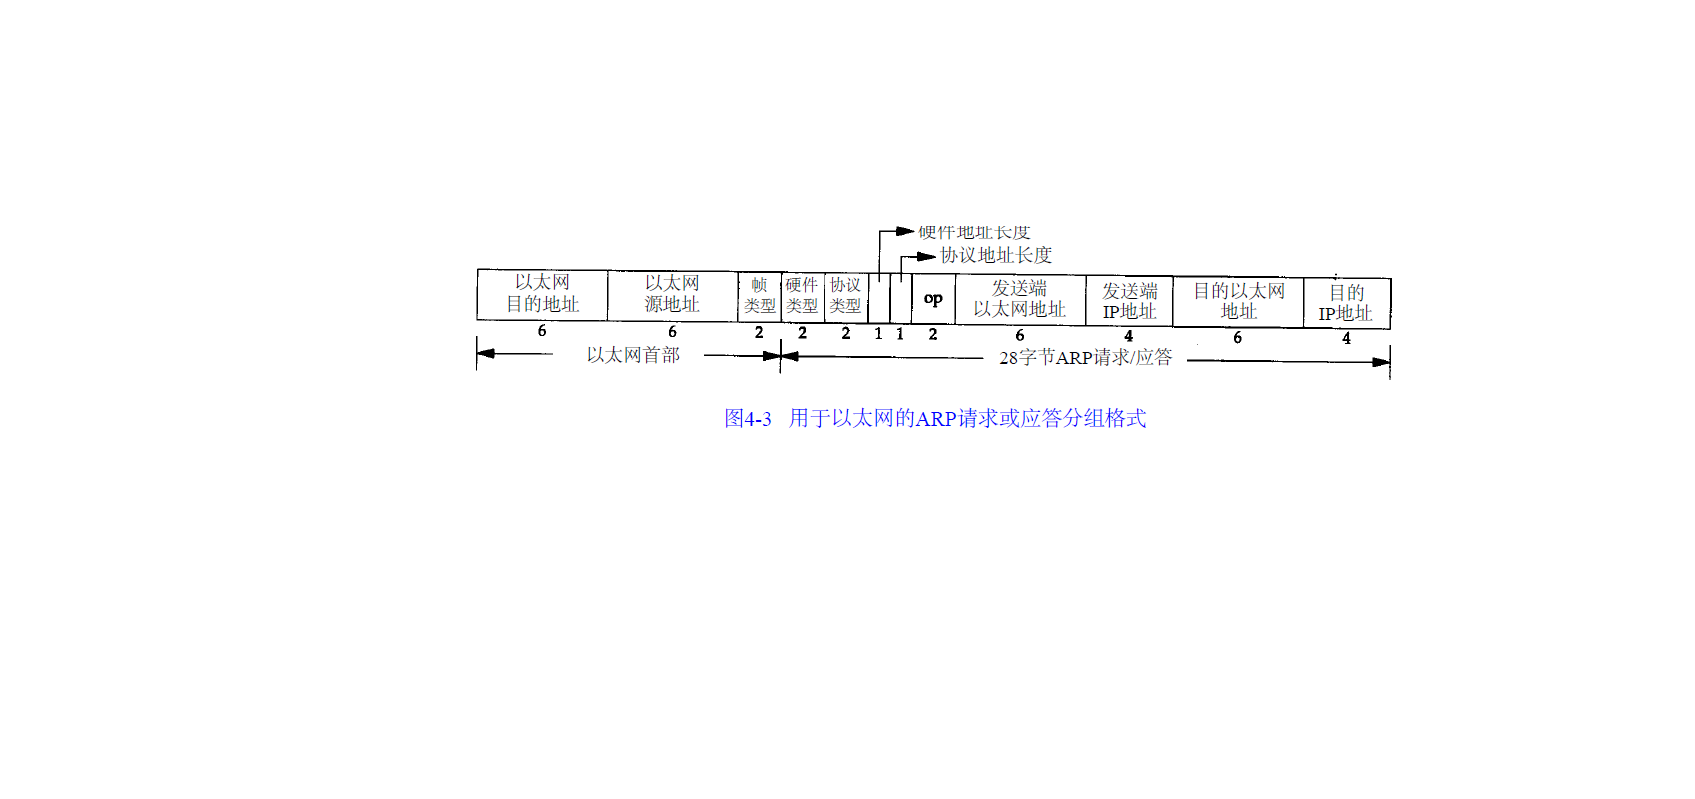 硬件地址长度
协议地址长度
以太网
目的地址
以太网
源地址
帧
类型
硬件
类型
协议
类型
op
发送端
以太网地址
发送端
IP地址
目的以太网
地址
目的
IP地址
6
6
2
2
2
1
1
2
6
4
6
4
以太网首部
28字节ARP请求/应答
图4-3 用于以太网的ARP请求或应答分组格式